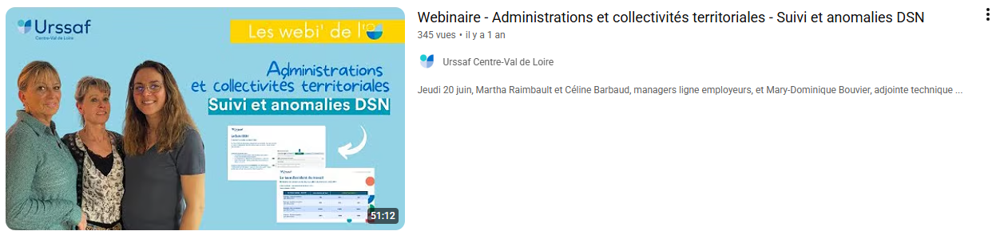 Urssaf
Centre-Val de Loire
Les webi' de l'
Administrations
et collectivités territoriales
Suivi et anomalies DSN
Urssaf
Urssaf
51:12
Webinaire - Administrations et collectivités territoriales - Suivi et anomalies DSN
345 vues • il y a 1 an
Urssaf Centre-Val de Loire
Jeudi 20 juin, Martha Raimbault et Céline Barbaud, managers ligne employeurs, et Mary-Dominique Bouvier, adjointe technique ...